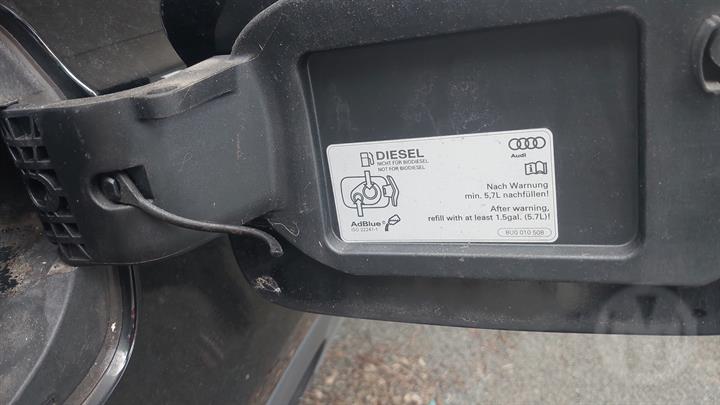 DIESEL
NICHT FÜR BIODIESEL
NOT FOR BIODIESEL
AdBlue®
ISO 22241-1
Audi
Nach Warnung
min. 5,7L nachfüllen!
After warning,
refill with at least 1.5gal. (5.7L)!
8U0 010 508